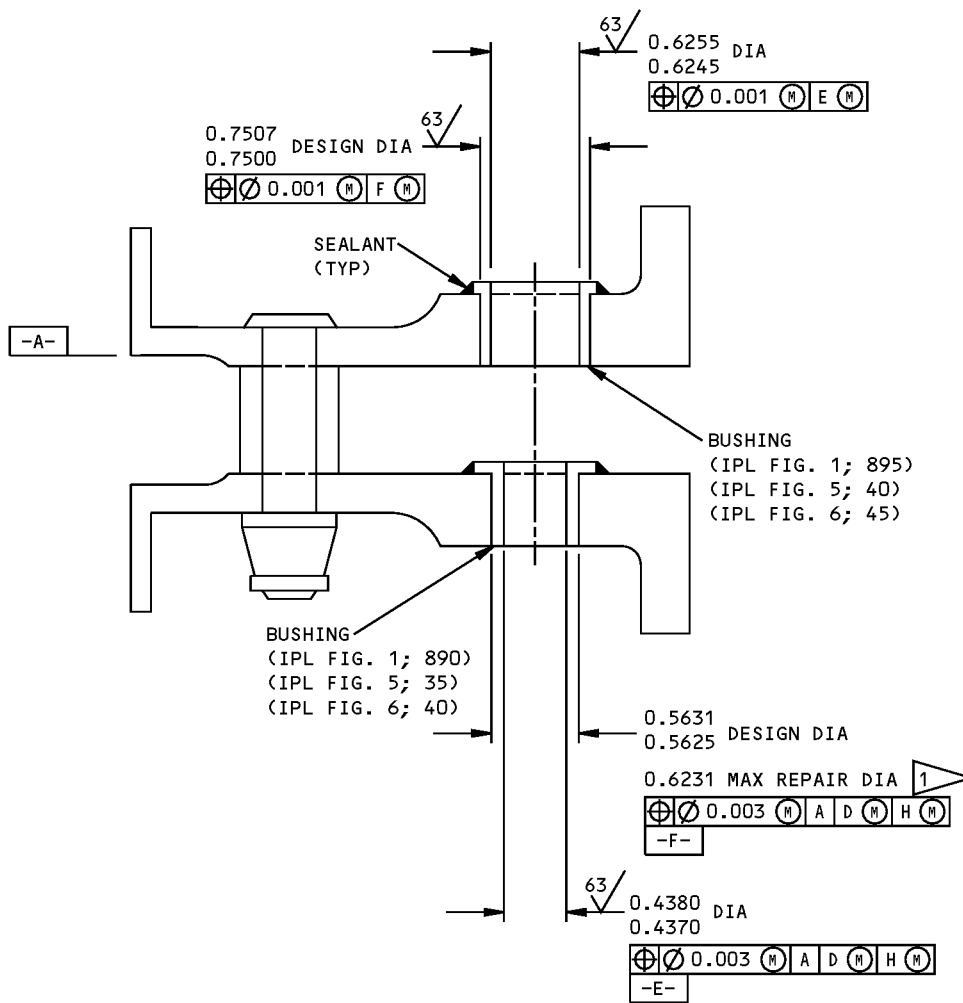 63
0.6255
0.6245 DIA
⌖ ⌀ 0.001 Ⓜ E Ⓜ
63
0.7507
0.7500 DESIGN DIA
⌖ ⌀ 0.001 Ⓜ F Ⓜ
SEALANT
(TYP)
-A-
BUSHING
(IPL FIG. 1; 895)
(IPL FIG. 5; 40)
(IPL FIG. 6; 45)
BUSHING
(IPL FIG. 1; 890)
(IPL FIG. 5; 35)
(IPL FIG. 6; 40)
0.5631
0.5625 DESIGN DIA
0.6231 MAX REPAIR DIA 1
⌖ ⌀ 0.003 Ⓜ A D Ⓜ H Ⓜ
-F-
63
0.4380
0.4370 DIA
⌖ ⌀ 0.003 Ⓜ A D Ⓜ H Ⓜ
-E-